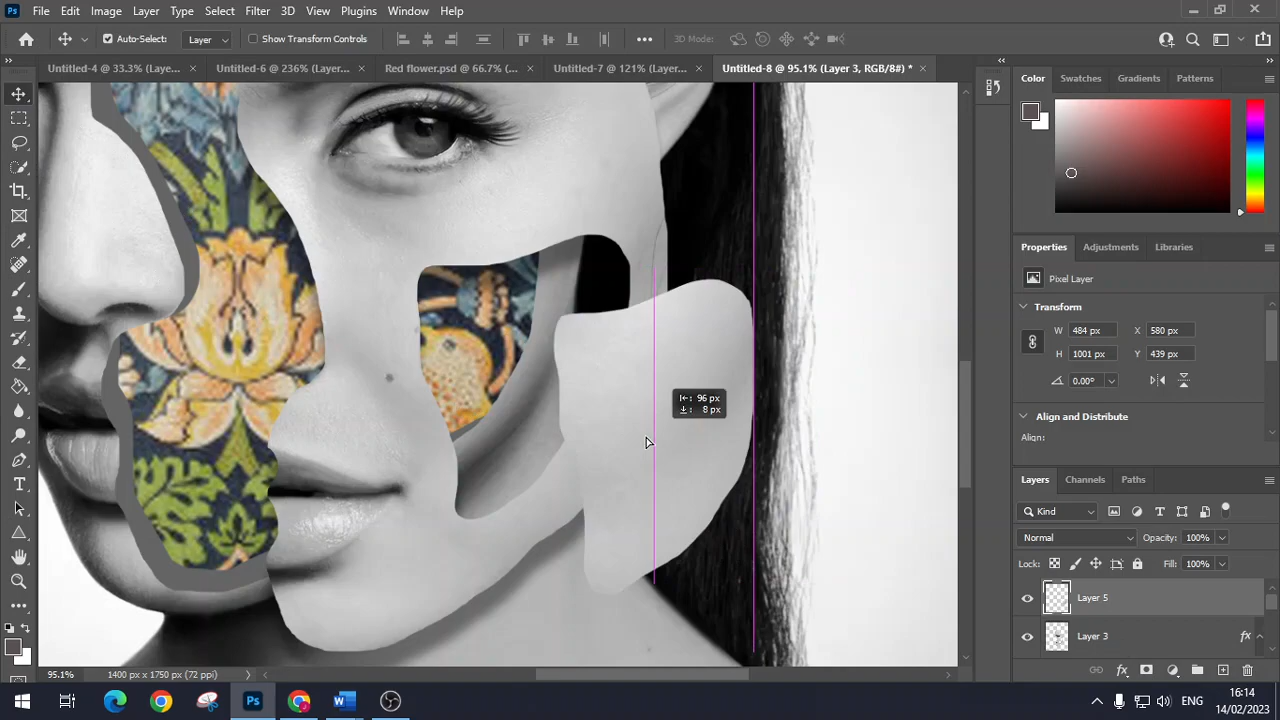 Ps File Edit Image Layer Type Select Filter 3D View Plugins Window Help
Auto-Select: Layer Show Transform Controls 3D Mode:
Untitled-4 @ 33.3% (Layer... × Untitled-6 @ 236% (Layer... × Red flower.psd @ 66.7% (... × Untitled-7 @ 121% (Layer... × Untitled-8 @ 95.1% (Layer 3, RGB/8#) * ×
Color Swatches Gradients Patterns
Properties Adjustments Libraries
Pixel Layer
Transform
W 484 px X 580 px
H 1001 px Y 439 px
0.00°
Align and Distribute
Align:
96 px
8 px
Layers Channels Paths
Kind
Normal Opacity: 100%
Lock: Fill: 100%
Layer 5
Layer 3 fx
95.1% 1400 px x 1750 px (72 ppi)
fx
Ps W ENG 16:14
14/02/2023